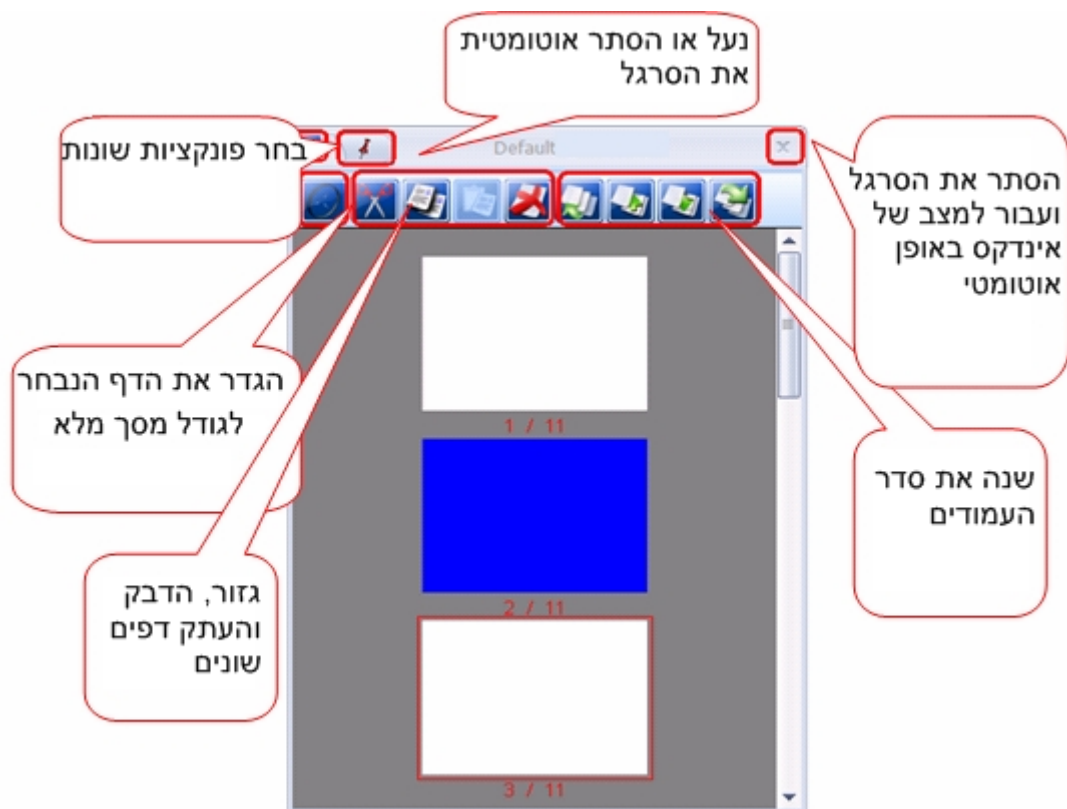 נעל או הסתר אוטומטית
את הסרגל
בחר פונקציות שונות
Default
הסתר את הסרגל
ועבור למצב של
אינדקס באופן
אוטומטי
הגדר את הדף הנבחר
לגודל מסך מלא
1 / 11
שנה את סדר
העמודים
גזור, הדבק
והעתק דפים
שונים
2 / 11
3 / 11